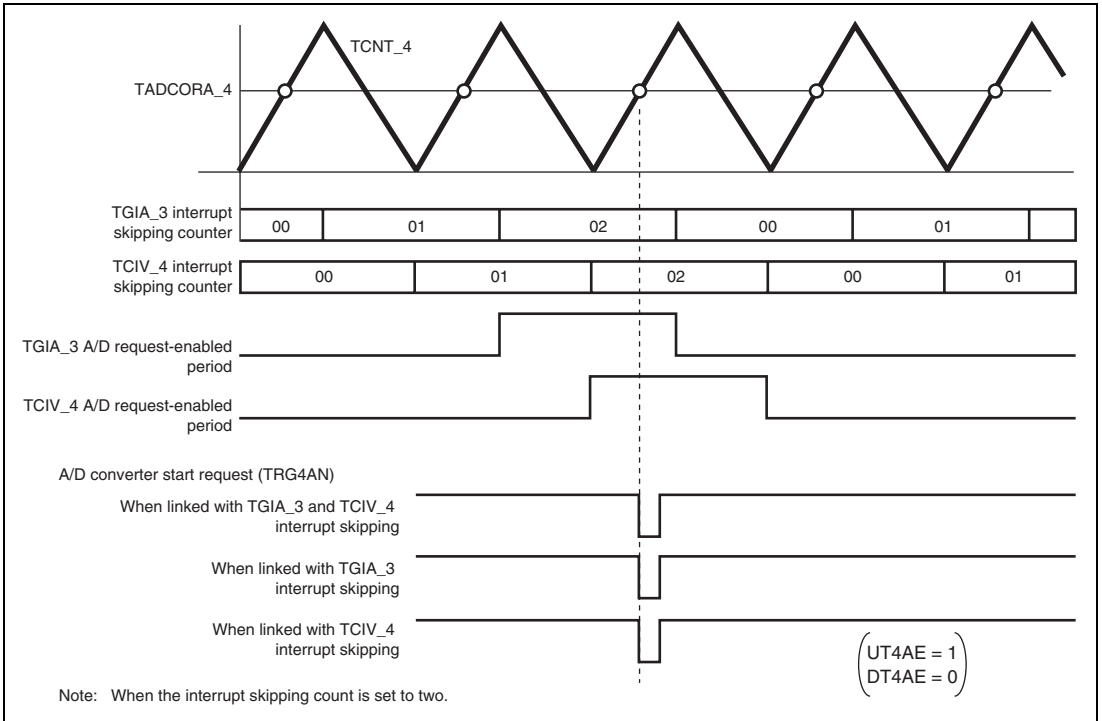 TCNT_4
TADCORA_4
TGIA_3 interrupt
skipping counter
00 01 02 00 01
TCIV_4 interrupt
skipping counter
00 01 02 00 01
TGIA_3 A/D request-enabled
period
TCIV_4 A/D request-enabled
period
A/D converter start request (TRG4AN)
When linked with TGIA_3 and TCIV_4
interrupt skipping
When linked with TGIA_3
interrupt skipping
When linked with TCIV_4
interrupt skipping
UT4AE = 1
DT4AE = 0
Note: When the interrupt skipping count is set to two.